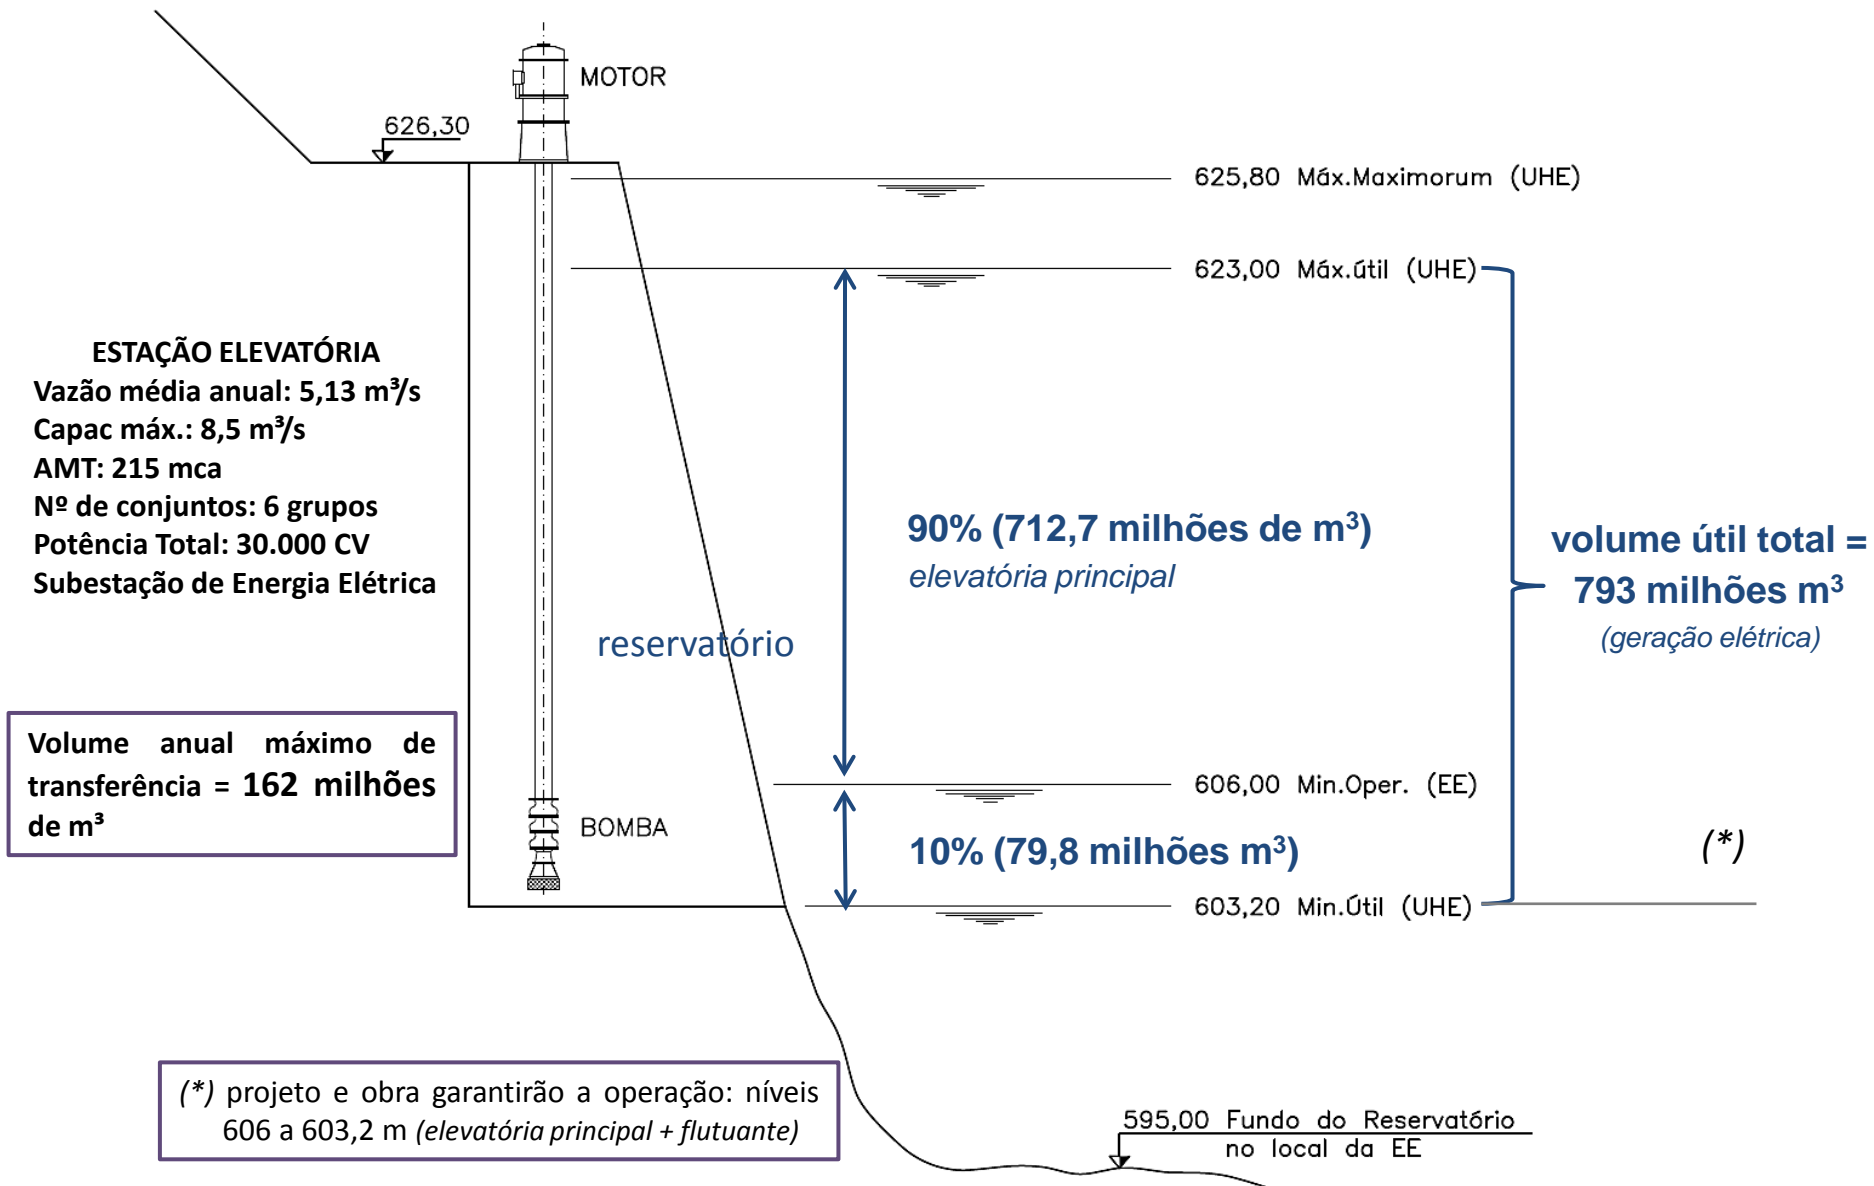 MOTOR
626,30
625,80 Máx.Maximorum (UHE)
623,00 Máx.útil (UHE)
ESTAÇÃO ELEVATÓRIA
Vazão média anual: 5,13 m³/s
Capac máx.: 8,5 m³/s
AMT: 215 mca
Nº de conjuntos: 6 grupos
Potência Total: 30.000 CV
Subestação de Energia Elétrica
90% (712,7 milhões de m³)
elevatória principal
volume útil total =
793 milhões m³
(geração elétrica)
reservatório
Volume anual máximo de
transferência = 162 milhões
de m³
606,00 Min.Oper. (EE)
BOMBA
10% (79,8 milhões m³)
(*)
603,20 Min.Útil (UHE)
(*) projeto e obra garantirão a operação: níveis
606 a 603,2 m (elevatória principal + flutuante)
595,00 Fundo do Reservatório
no local da EE